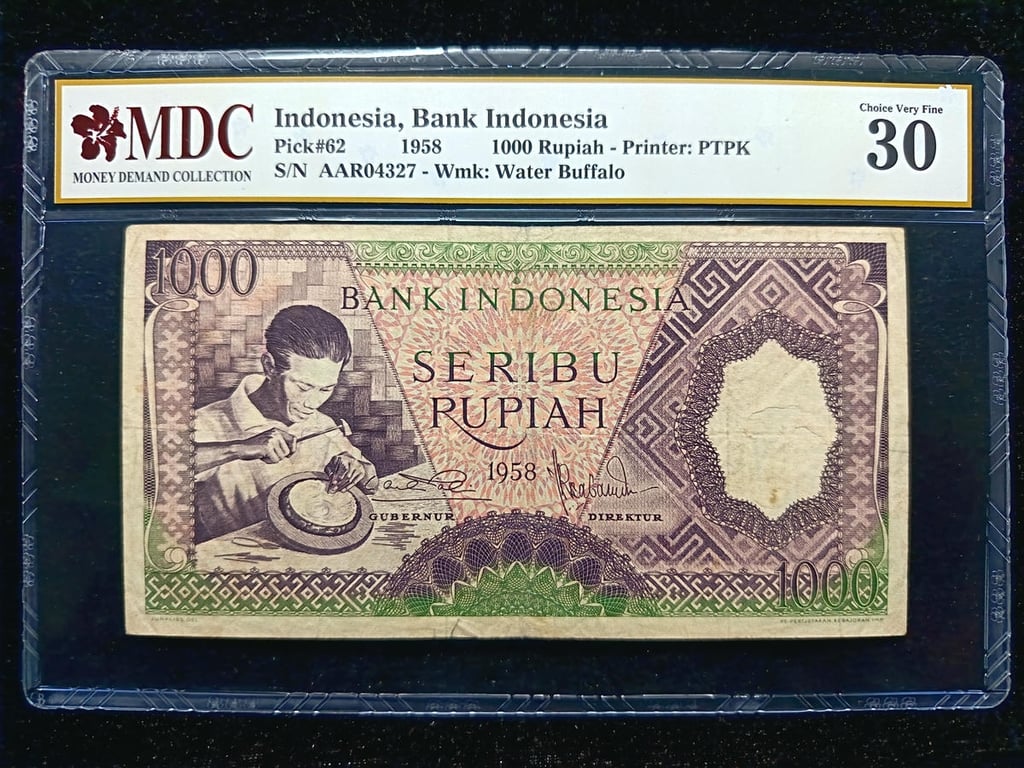 MDC
MONEY DEMAND COLLECTION
Indonesia, Bank Indonesia
Pick#62 1958 1000 Rupiah - Printer: PTPK
S/N AAR04327 - Wmk: Water Buffalo
Choice Very Fine
30
1000
BANK INDONESIA
SERIBU
RUPIAH
1958
GUBERNUR DIREKTUR
1000